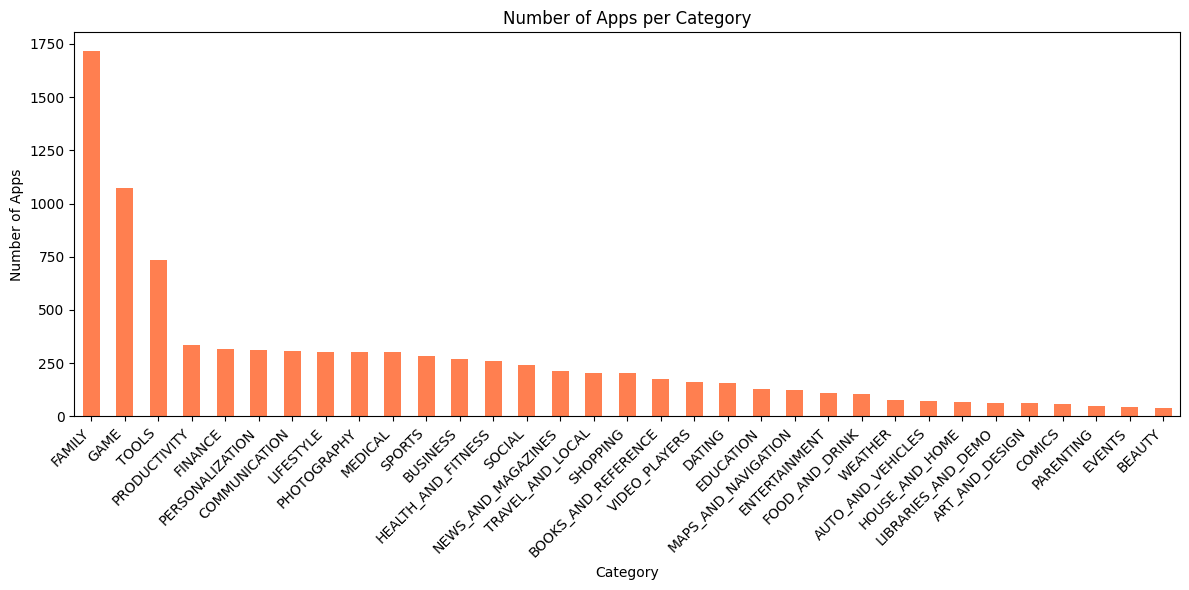 Number of Apps per Category
Number of Apps
1750
1500
1250
1000
750
500
250
0
FAMILY
GAME
TOOLS
PRODUCTIVITY
FINANCE
PERSONALIZATION
COMMUNICATION
LIFESTYLE
PHOTOGRAPHY
MEDICAL
SPORTS
BUSINESS
HEALTH_AND_FITNESS
SOCIAL
NEWS_AND_MAGAZINES
TRAVEL_AND_LOCAL
SHOPPING
BOOKS_AND_REFERENCE
VIDEO_PLAYERS
DATING
EDUCATION
MAPS_AND_NAVIGATION
ENTERTAINMENT
FOOD_AND_DRINK
WEATHER
AUTO_AND_VEHICLES
HOUSE_AND_HOME
LIBRARIES_AND_DEMO
ART_AND_DESIGN
COMICS
PARENTING
EVENTS
BEAUTY
Category